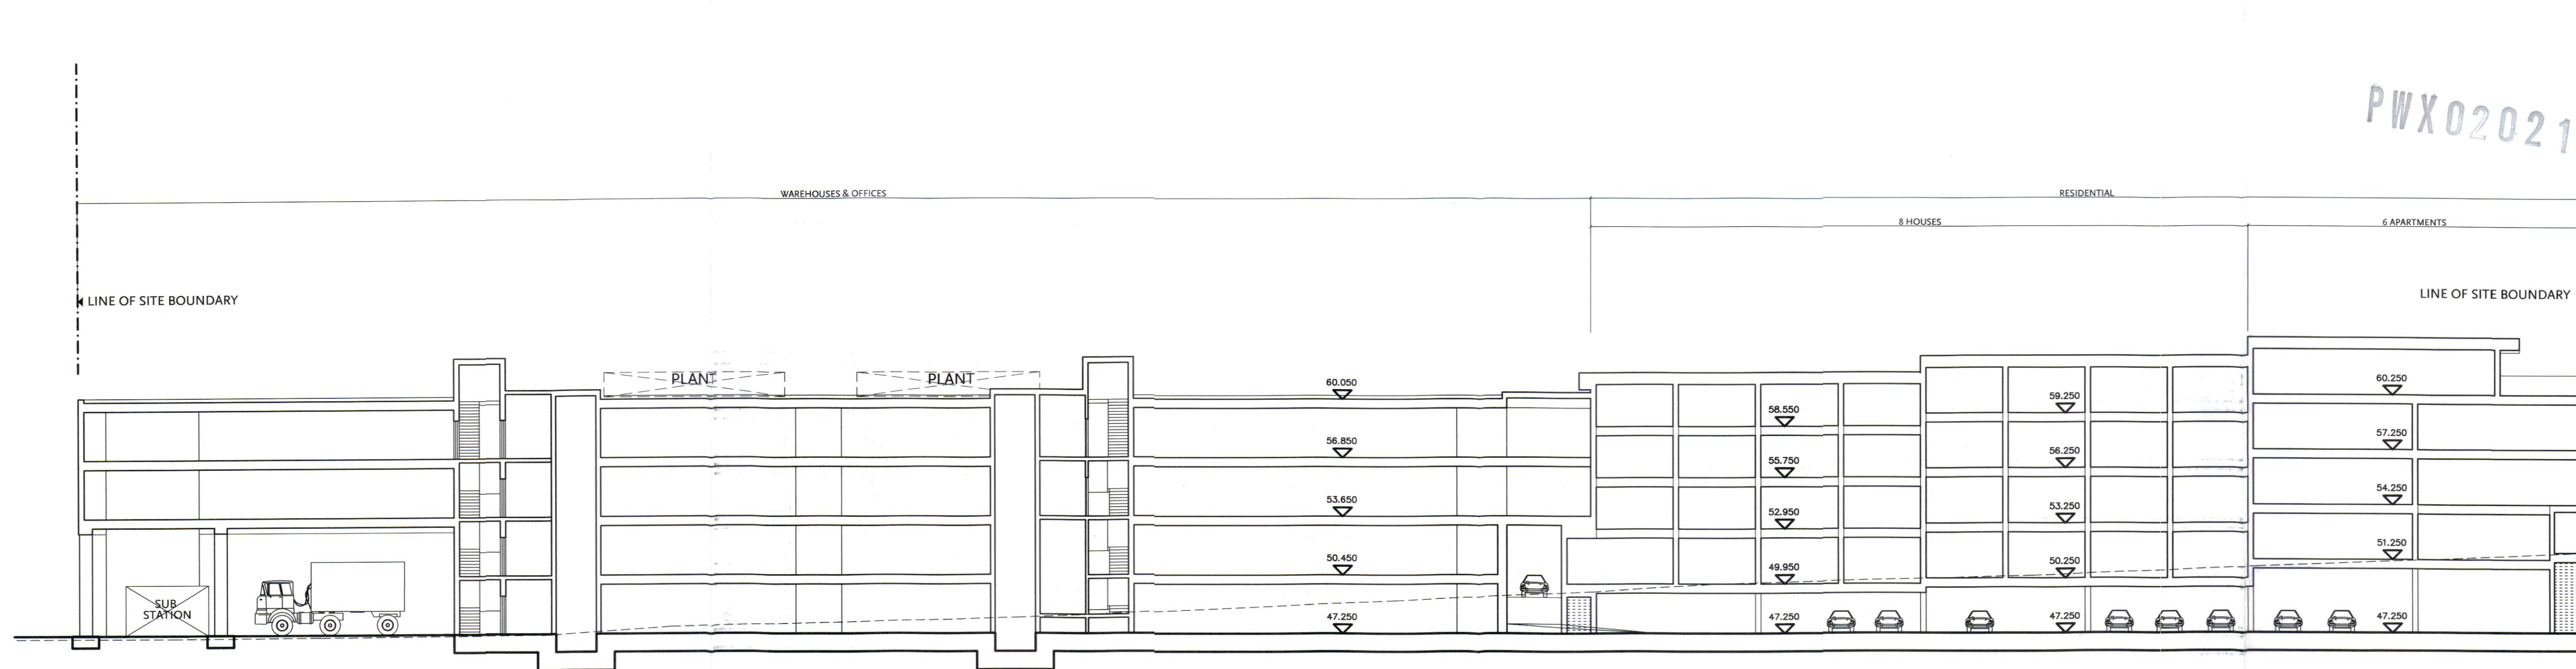 PWX02021
WAREHOUSES & OFFICES
RESIDENTIAL
8 HOUSES
6 APARTMENTS
LINE OF SITE BOUNDARY
LINE OF SITE BOUNDARY
PLANT
PLANT
60.050
56.850
53.650
50.450
47.250
58.550
55.750
52.950
49.950
47.250
59.250
56.250
53.250
50.250
47.250
60.250
57.250
54.250
51.250
47.250
SUB
STATION